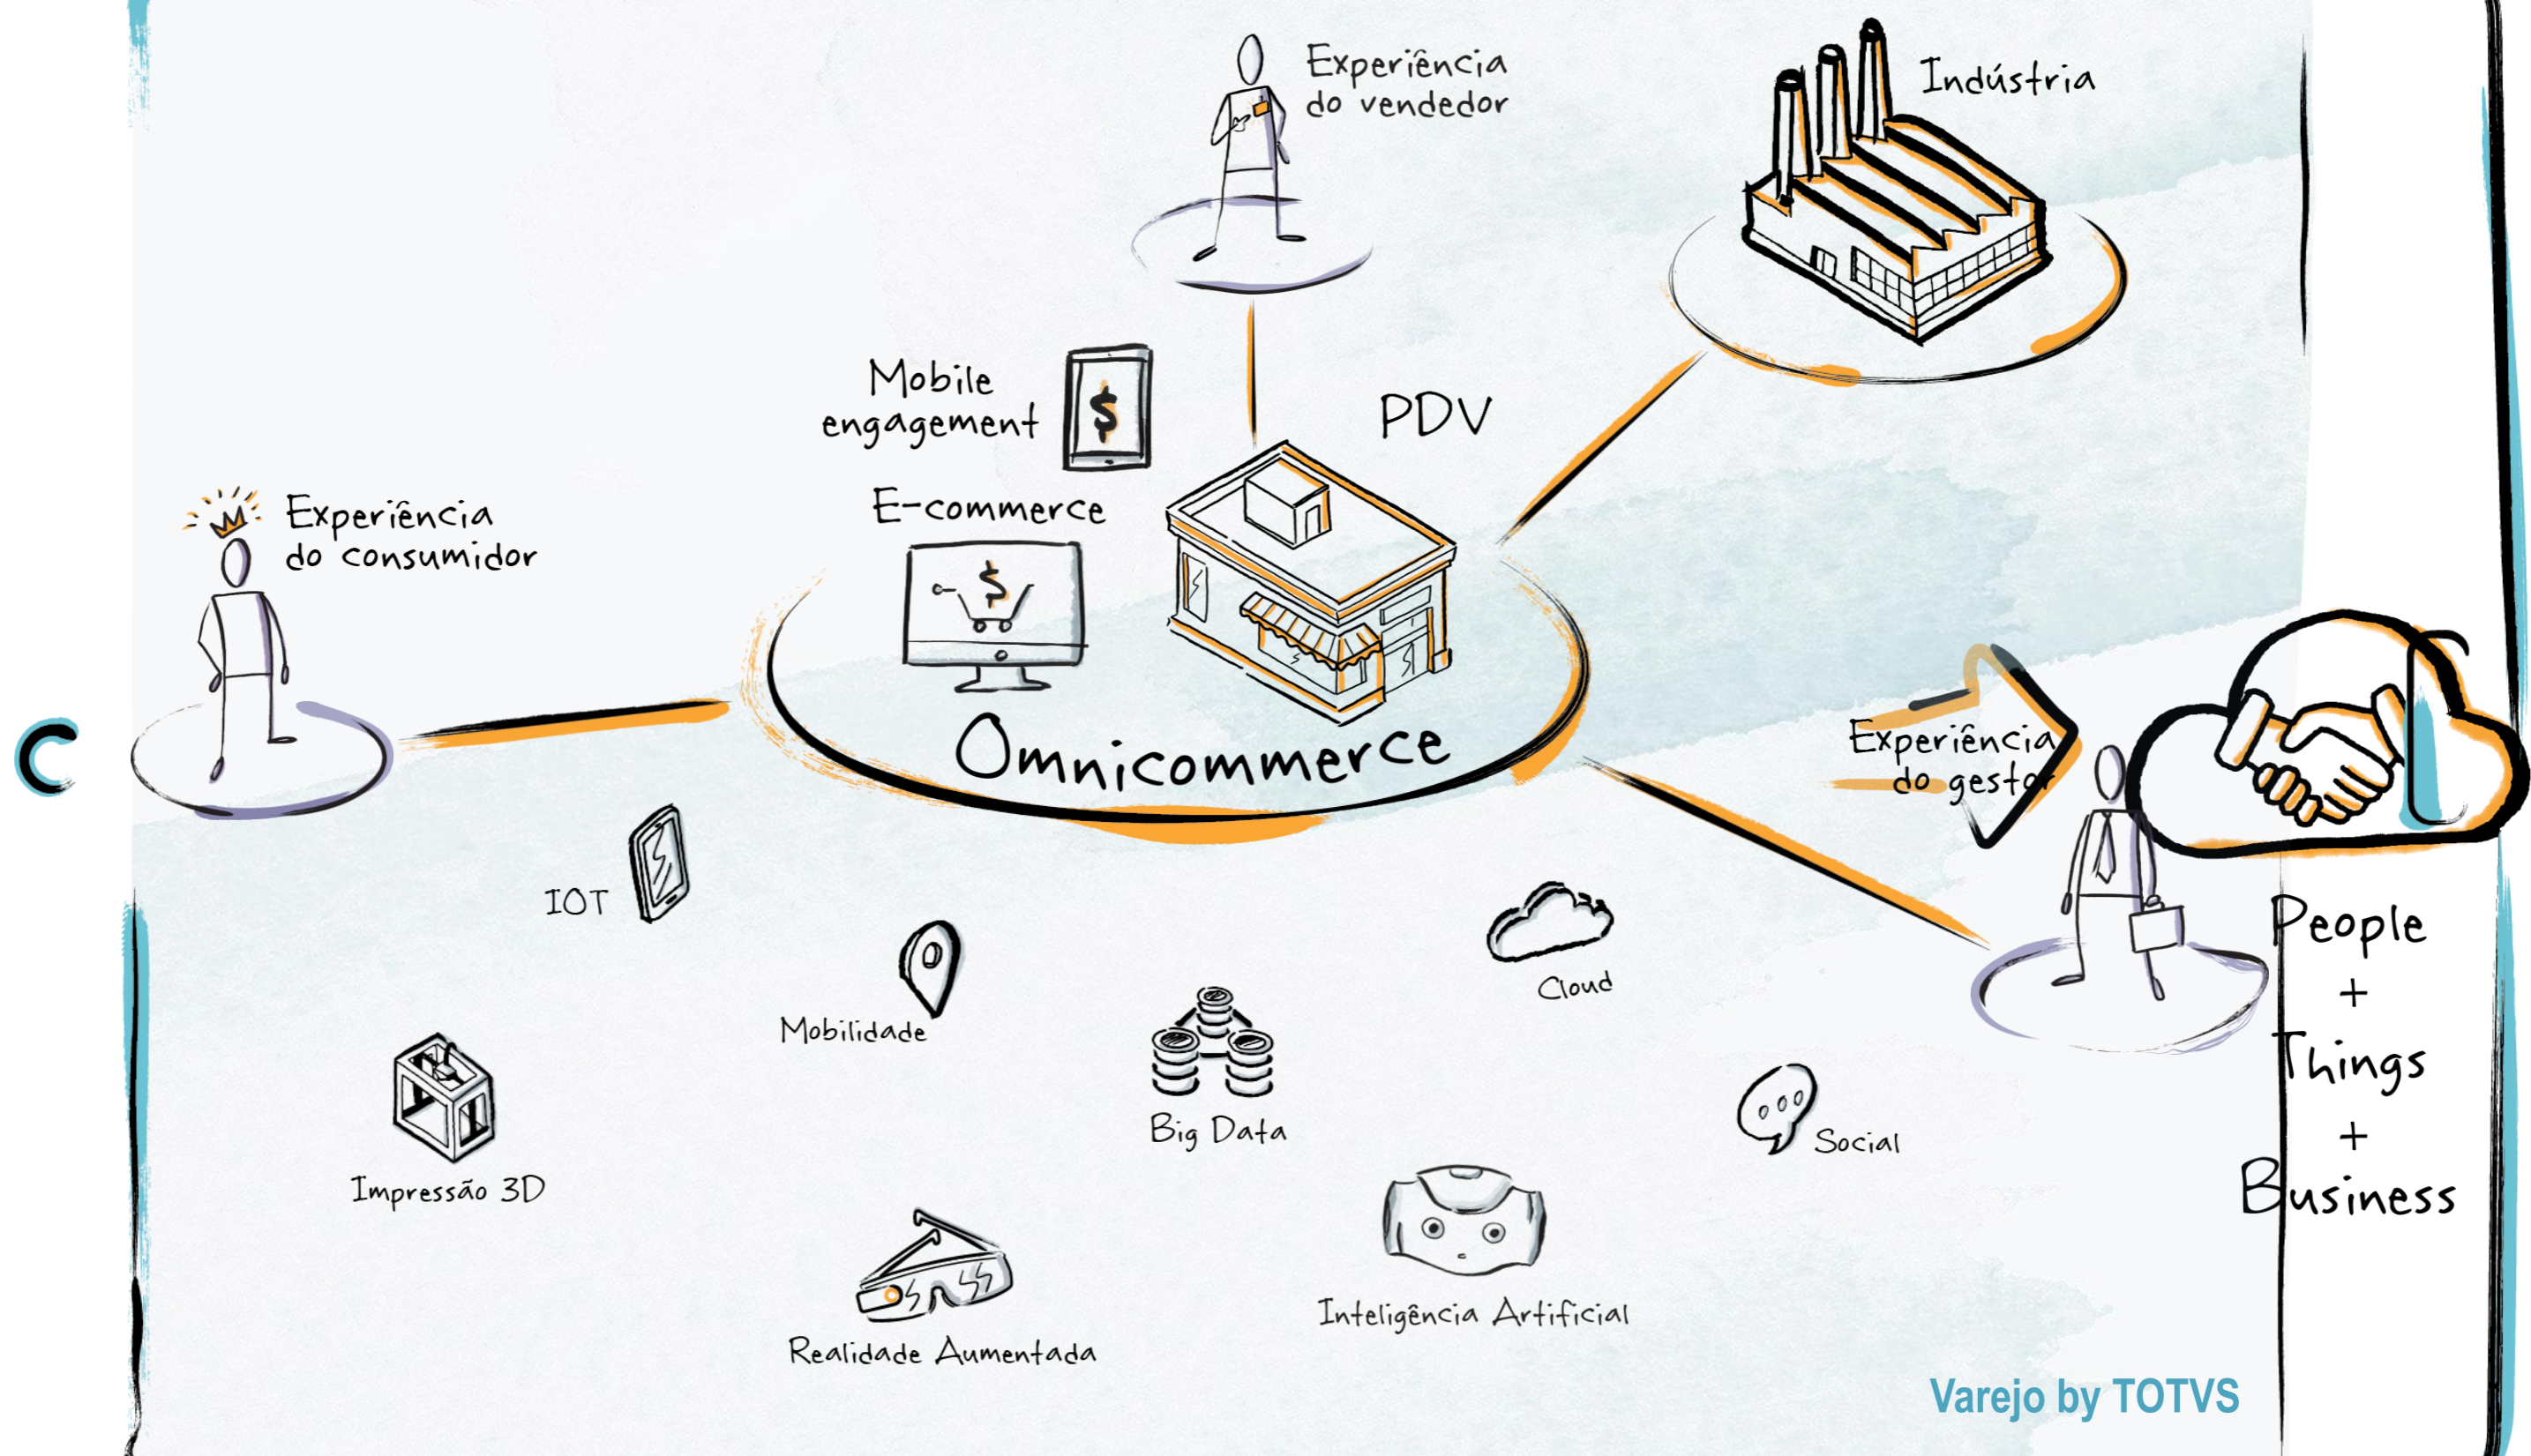 Experiência
do vendedor
Indústria
Mobile
engagement
PDV
E-commerce
Experiência
do consumidor
Omnicommerce
Experiência
do gestor
IOT
Cloud
Mobilidade
Big Data
Social
Impressão 3D
Inteligência Artificial
Realidade Aumentada
People
+
Things
+
Business
Varejo by TOTVS